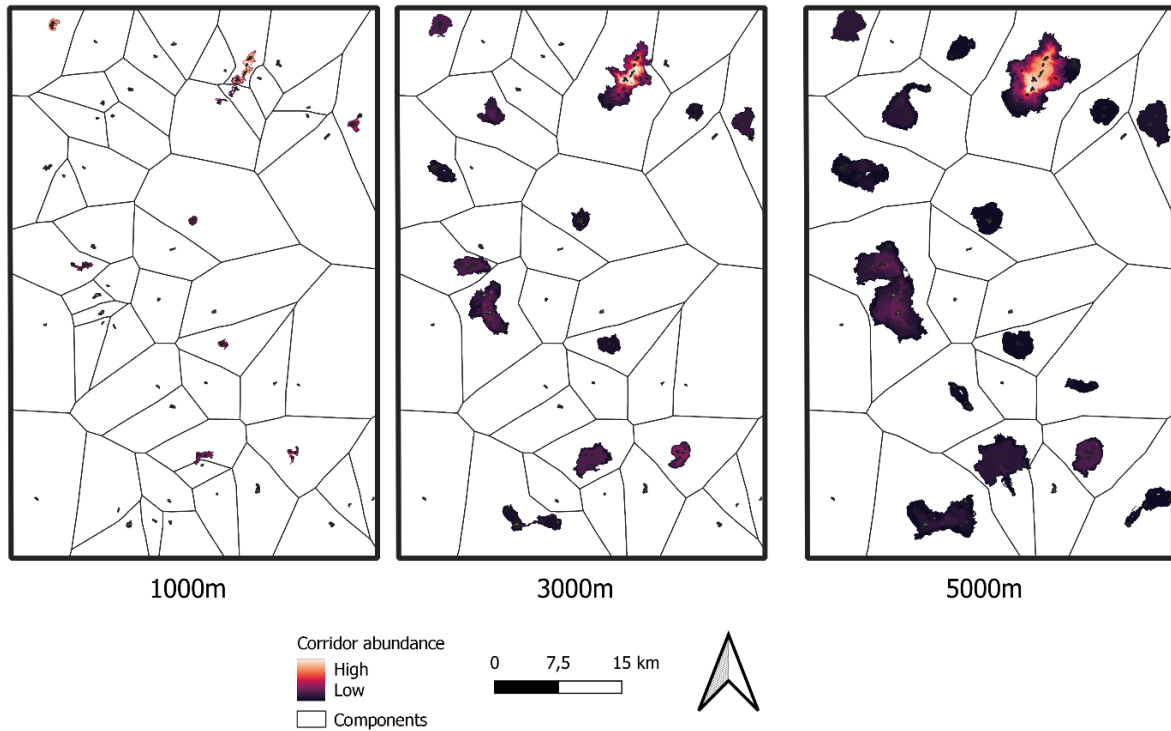 1000m
3000m
5000m
Corridor abundance
High
Low
Components
0 7,5 15 km